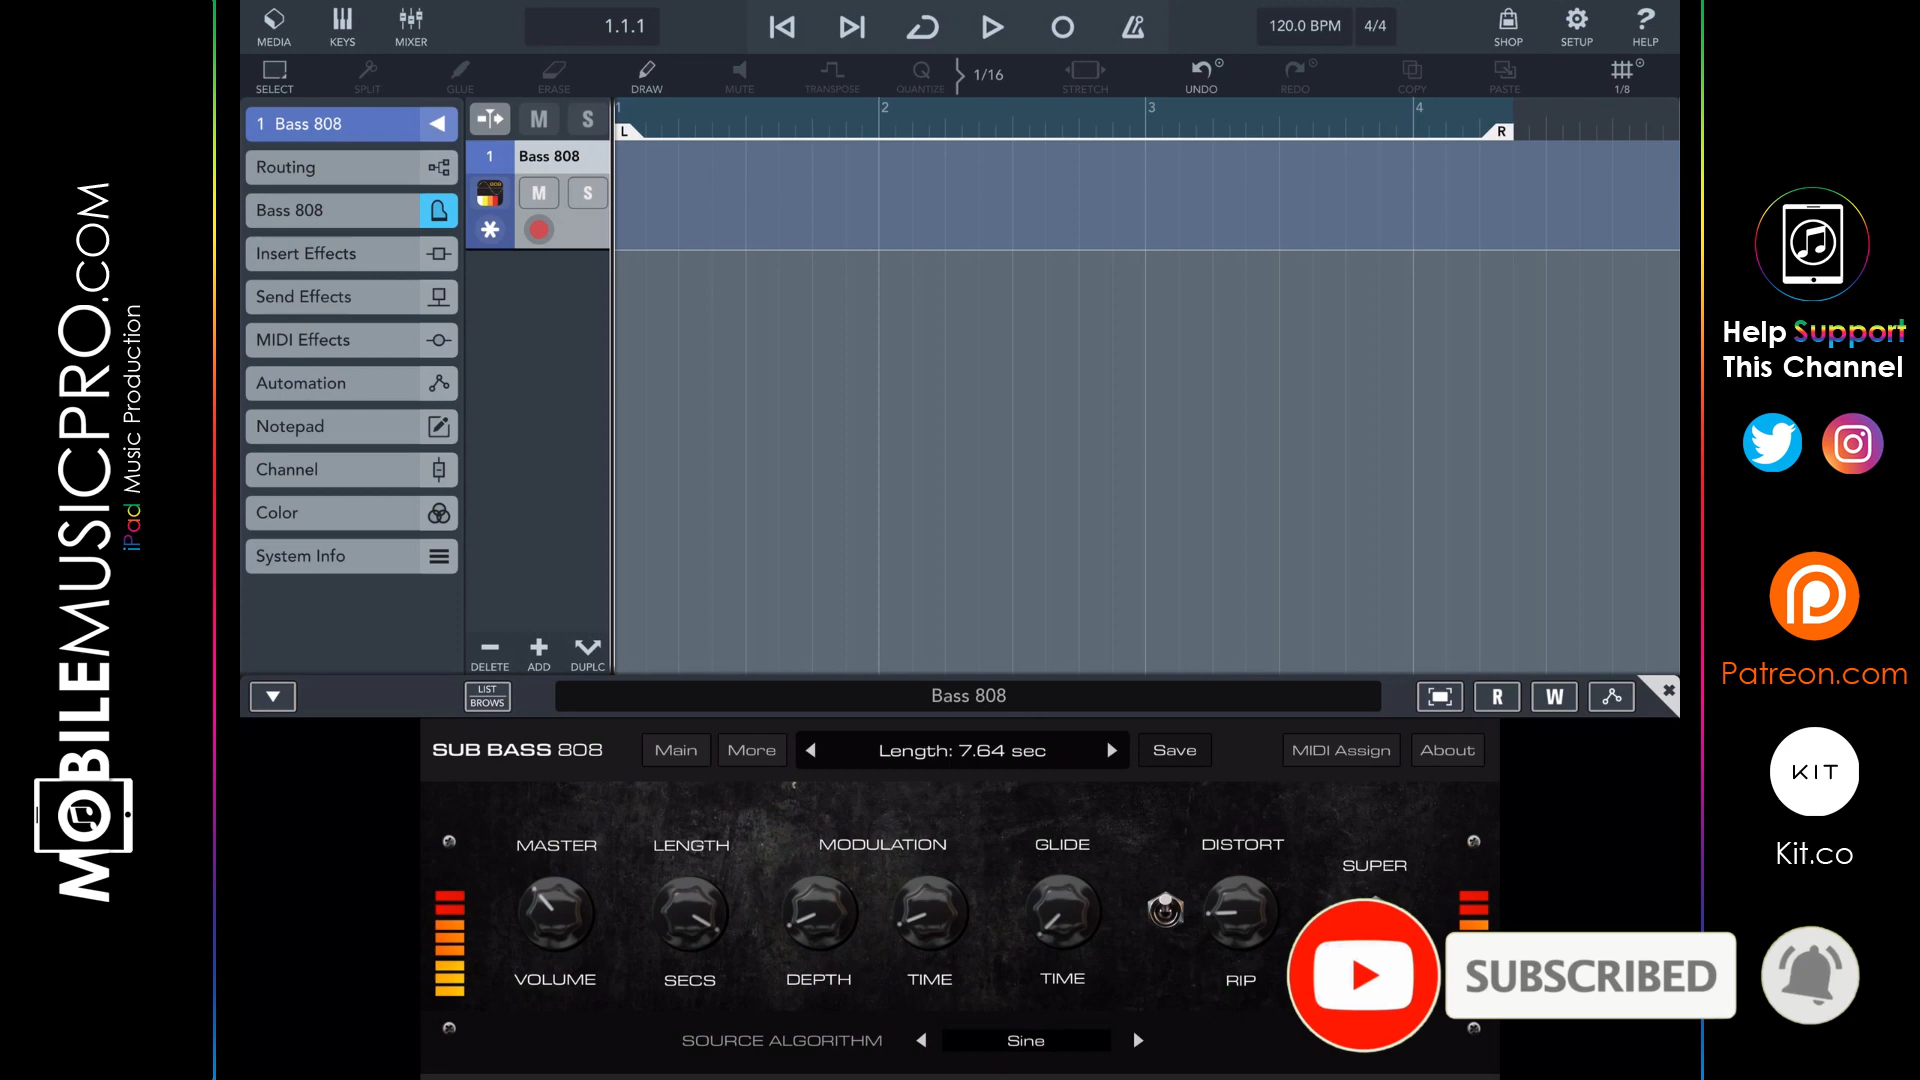 MEDIA
KEYS
MIXER
1.1.1
120.0 BPM
4/4
SHOP
SETUP
HELP
SELECT
SPLIT
GLUE
ERASE
DRAW
MUTE
TRANSPOSE
QUANTIZE
1/16
STRETCH
UNDO
REDO
COPY
PASTE
1/8
1 Bass 808
M
S
1
2
3
4
L
R
1
Bass 808
M
S
808
Routing
Bass 808
Insert Effects
Send Effects
MIDI Effects
Automation
Notepad
Channel
Color
System Info
DELETE
ADD
DUPLC
LIST
BROWS
Bass 808
R
W
SUB BASS 808
Main
More
Length: 7.64 sec
Save
MIDI Assign
About
MASTER
LENGTH
MODULATION
GLIDE
DISTORT
SUPER
VOLUME
SECS
DEPTH
TIME
TIME
RIP
SOURCE ALGORITHM
Sine
MOBILEMUSICPRO.COM
iPad Music Production
Help Support
This Channel
Patreon.com
KIT
Kit.co
SUBSCRIBED